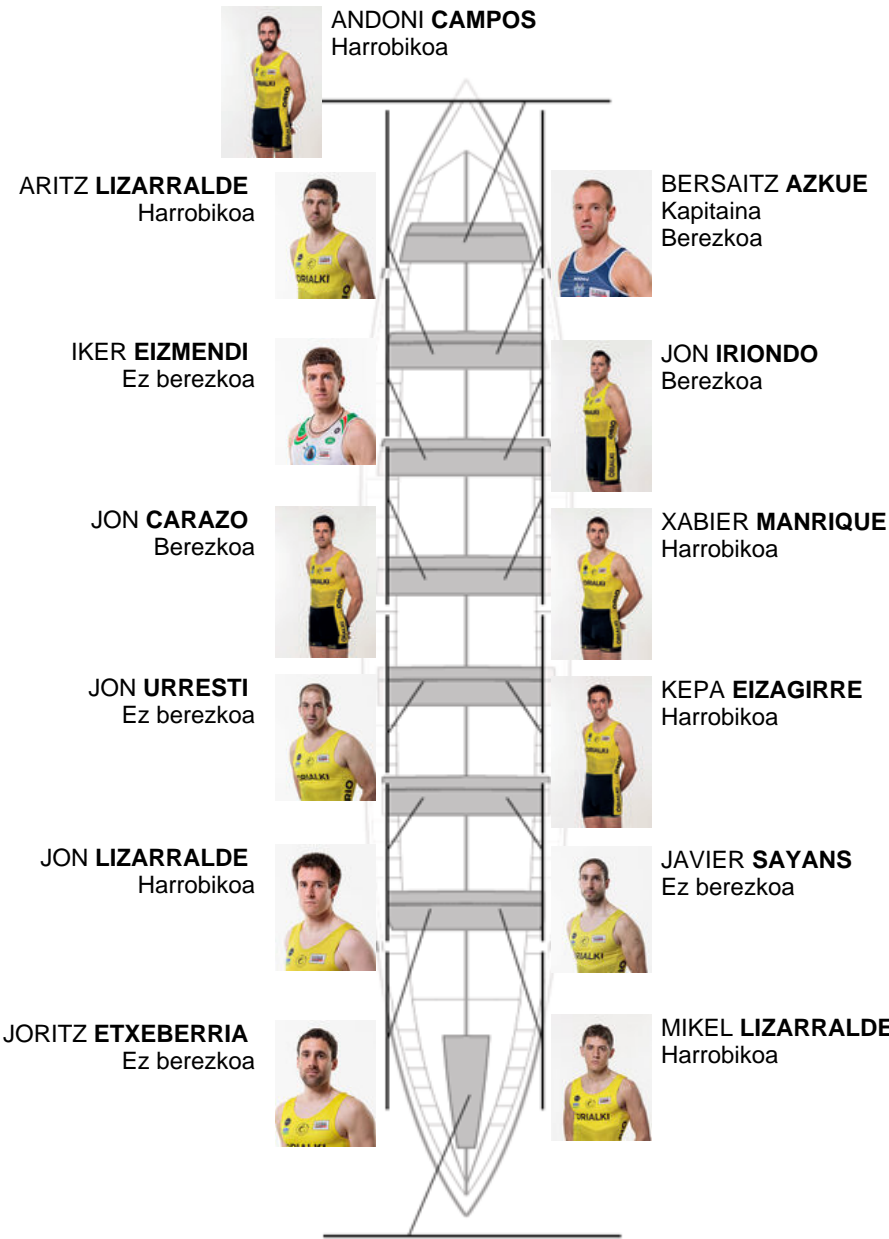 ANDONI CAMPOS
Harrobikoa
ARITZ LIZARRALDE
Harrobikoa
BERSAITZ AZKUE
Kapitaina
Berezkoa
IKER EIZMENDI
Ez berezkoa
JON IRIONDO
Berezkoa
JON CARAZO
Berezkoa
XABIER MANRIQUE
Harrobikoa
JON URRESTI
Ez berezkoa
KEPA EIZAGIRRE
Harrobikoa
JON LIZARRALDE
Harrobikoa
JAVIER SAYANS
Ez berezkoa
JORITZ ETXEBERRIA
Ez berezkoa
MIKEL LIZARRALDE
Harrobikoa